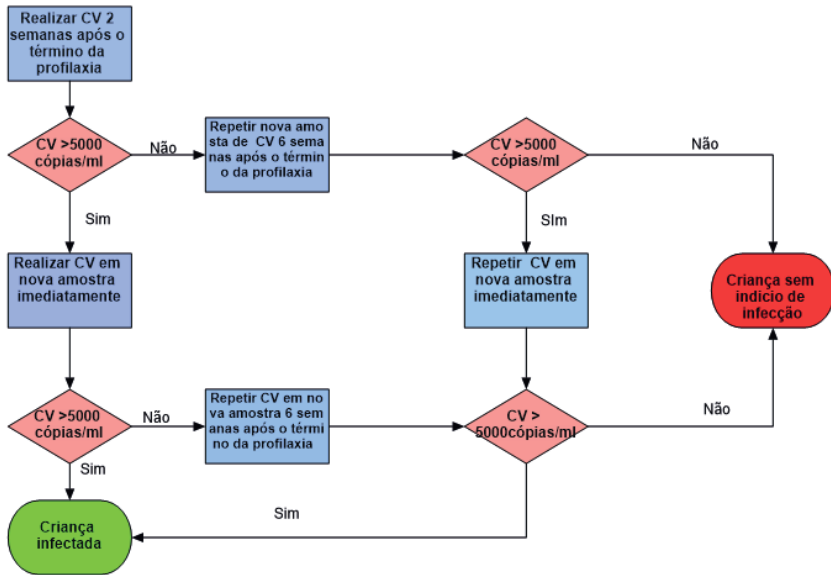 Realizar CV 2
semanas após o
término da
profilaxia
CV >5000
cópias/ml
Não
Repetir nova amo
sta de CV 6 sema
nas após o términ
o da profilaxia
CV >5000
cópias/ml
Não
Sim
SIm
Realizar CV em
nova amostra
imediatamente
Repetir CV em
nova amostra
imediatamente
Criança sem
indicio de
infecção
CV >5000
cópias/ml
Não
Repetir CV em no
va amostra 6 sem
anas após o térmi
no da profilaxia
CV >
5000cópias/ml
Não
Sim
Sim
Criança
infectada